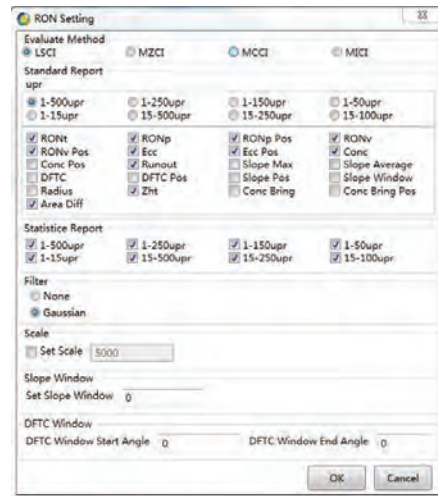 RON Setting
Evaluate Method
LSCI MZCI MCCI MICI
Standard Report
upr
1-500upr 1-250upr 1-150upr 1-50upr
1-15upr 15-500upr 15-250upr 15-100upr
RONt RONp RONp Pos RONv
RONv Pos Ecc Ecc Pos Conc
Conc Pos Runout Slope Max Slope Average
DFTC DFTC Pos Slope Pos Slope Window
Radius Zht Conc Bring Conc Bring Pos
Area Diff
Statistice Report
1-500upr 1-250upr 1-150upr 1-50upr
1-15upr 15-500upr 15-250upr 15-100upr
Filter
None
Gaussian
Scale
Set Scale 5000
Slope Window
Set Slope Window 0
DFTC Window
DFTC Window Start Angle 0 DFTC Window End Angle 0
OK Cancel